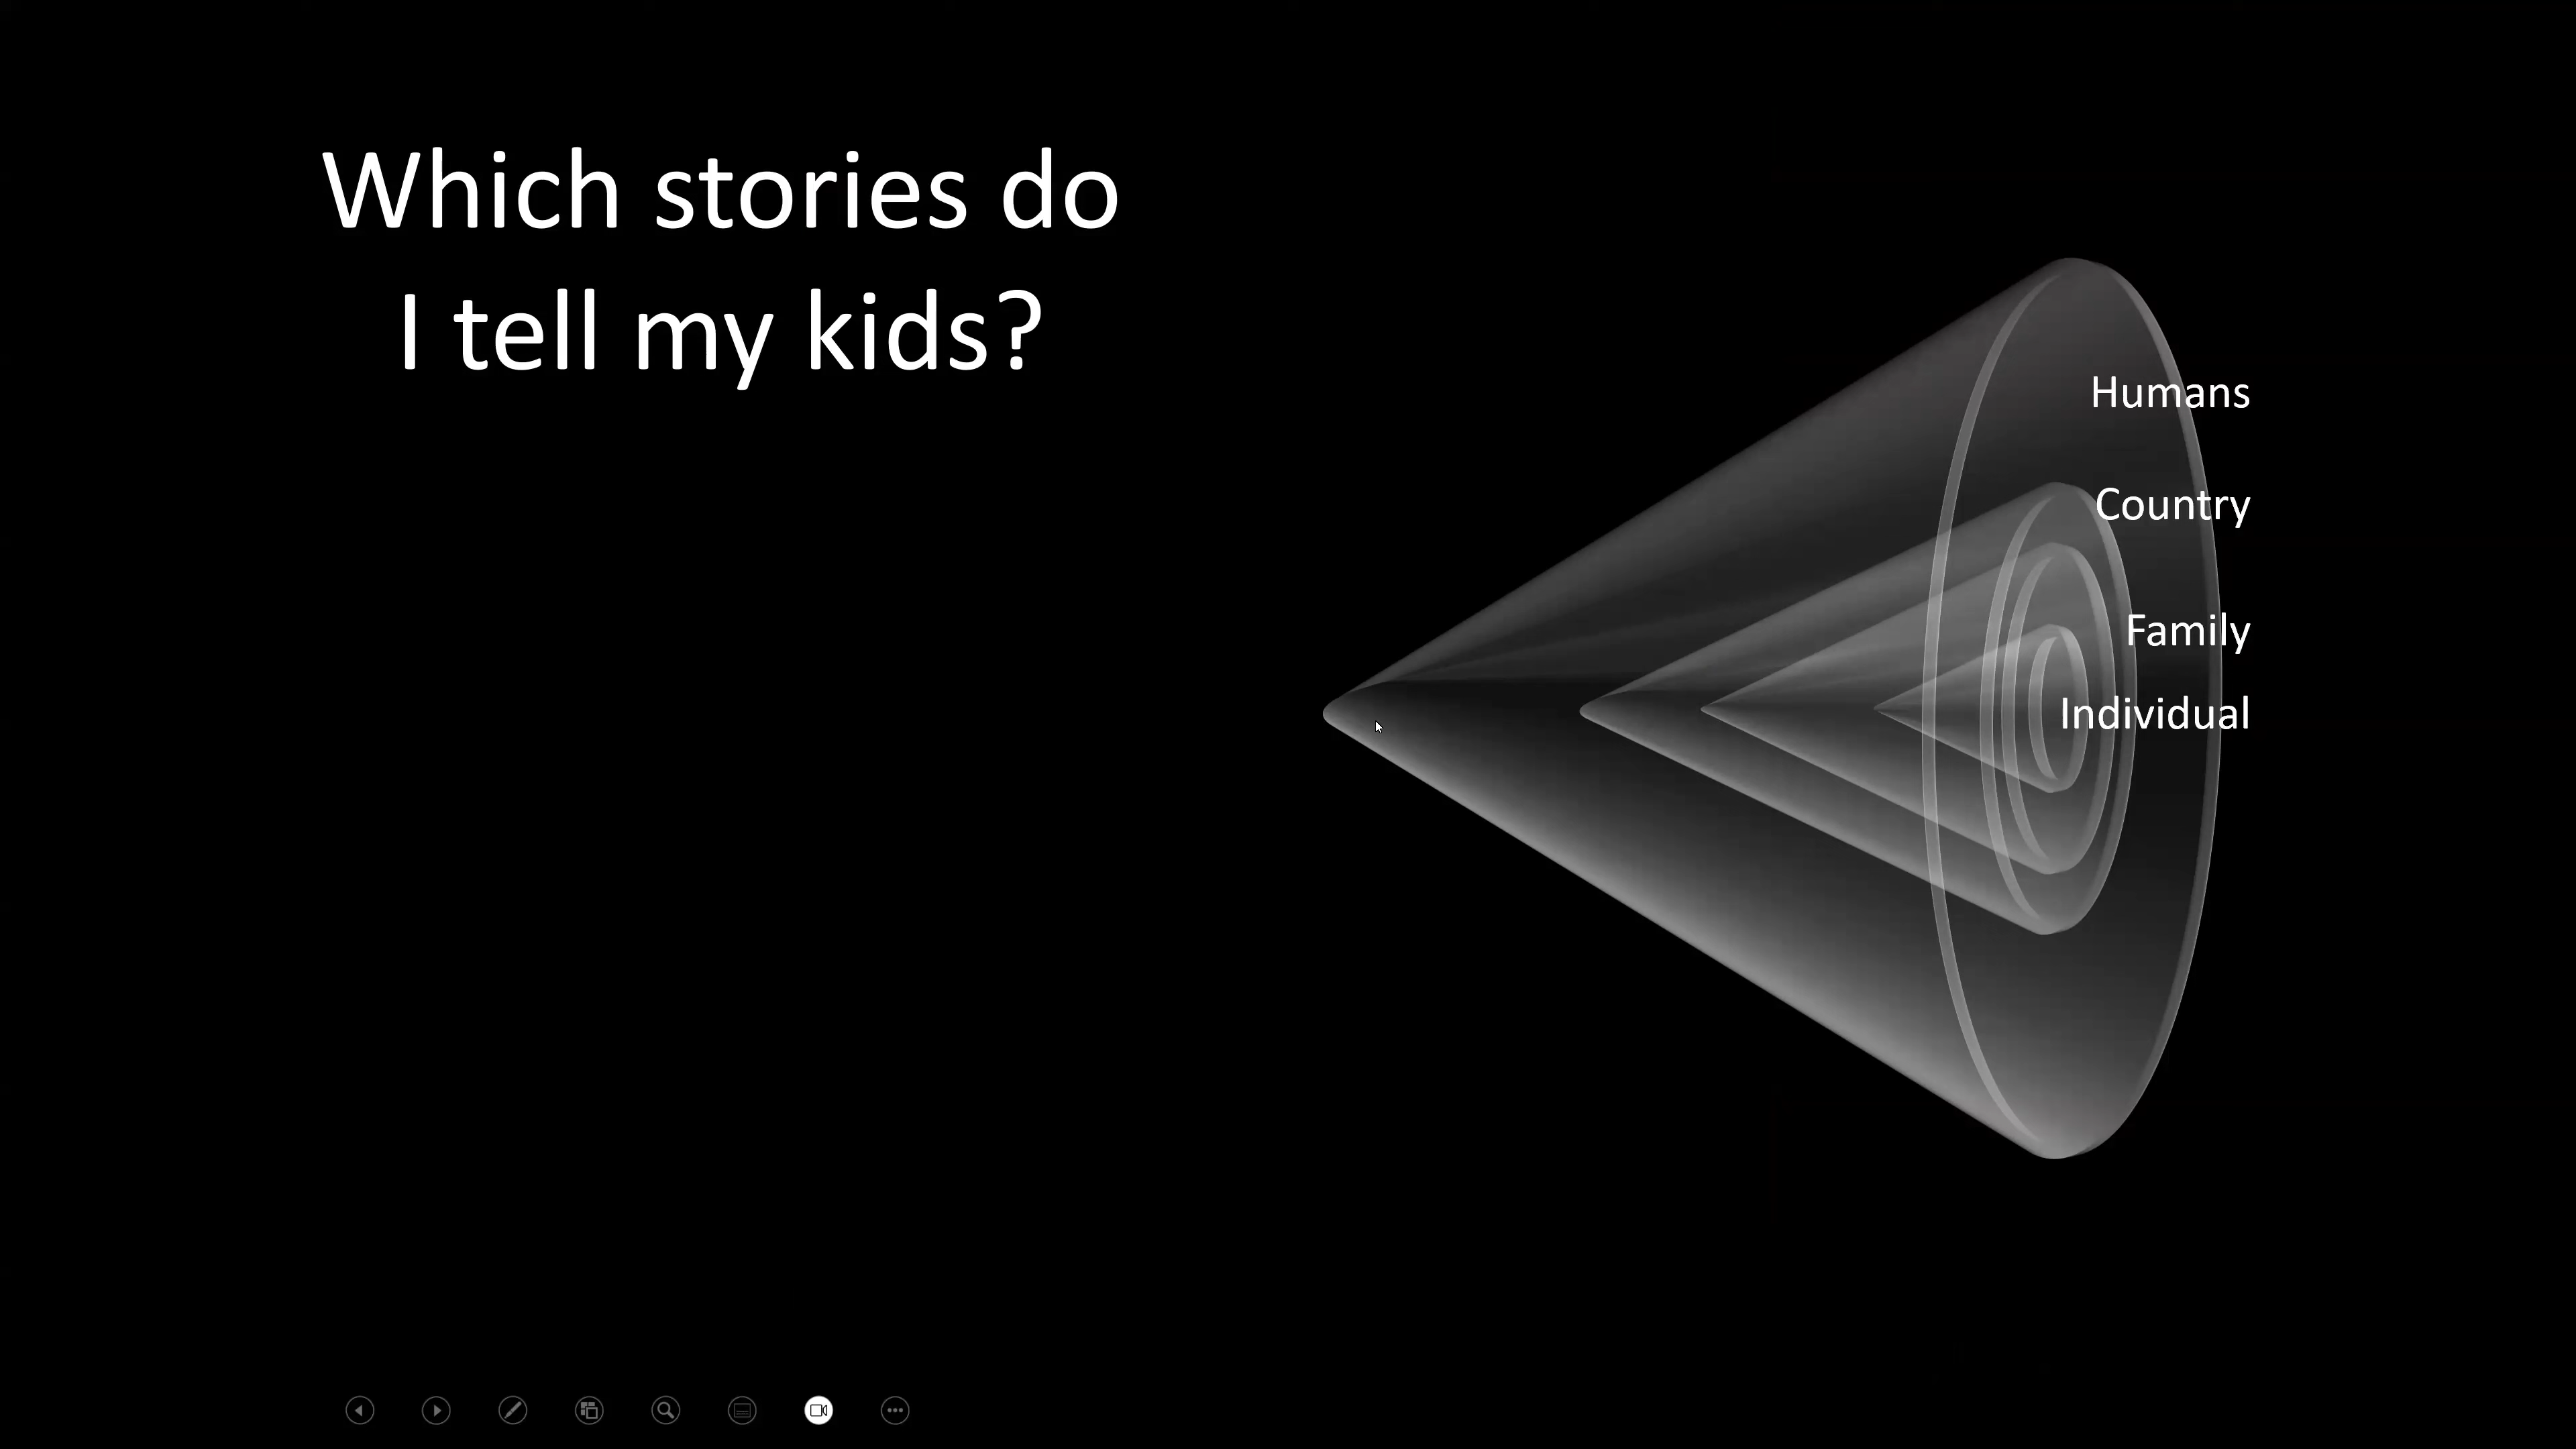 Which stories do
I tell my kids?
Humans
Country
Family
Individual